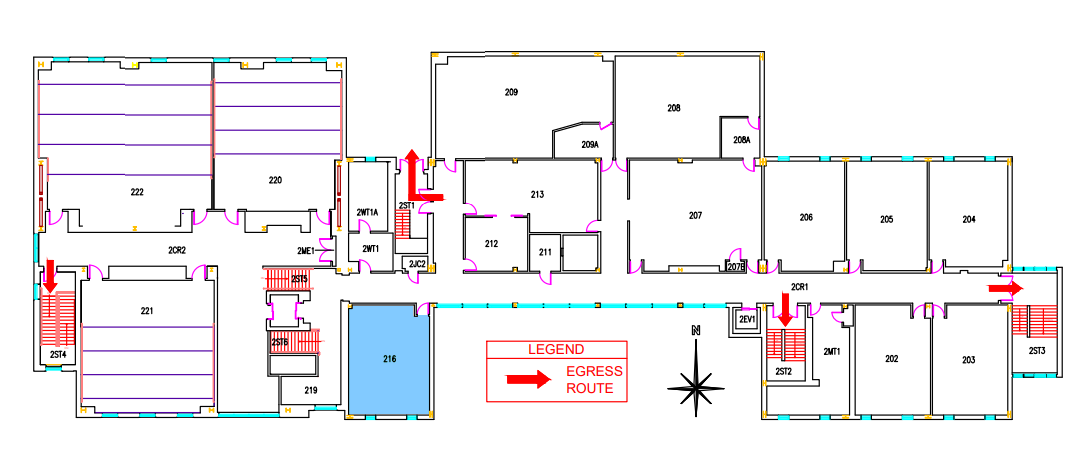 209
208
208A
209A
222
220
213
2WT1A
2ST1
207
206
205
204
2WT1
212
211
2CR2
2ME1
2JC2
207B
2ST5
2CR1
221
2EV1
N
2ST4
2ST6
216
LEGEND
EGRESS
ROUTE
2MT1
202
203
2ST3
2ST2
219